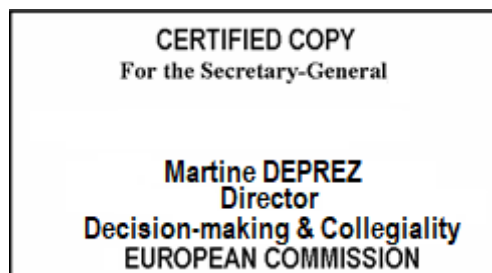 CERTIFIED COPY
For the Secretary-General
Martine DEPREZ
Director
Decision-making & Collegiality
EUROPEAN COMMISSION